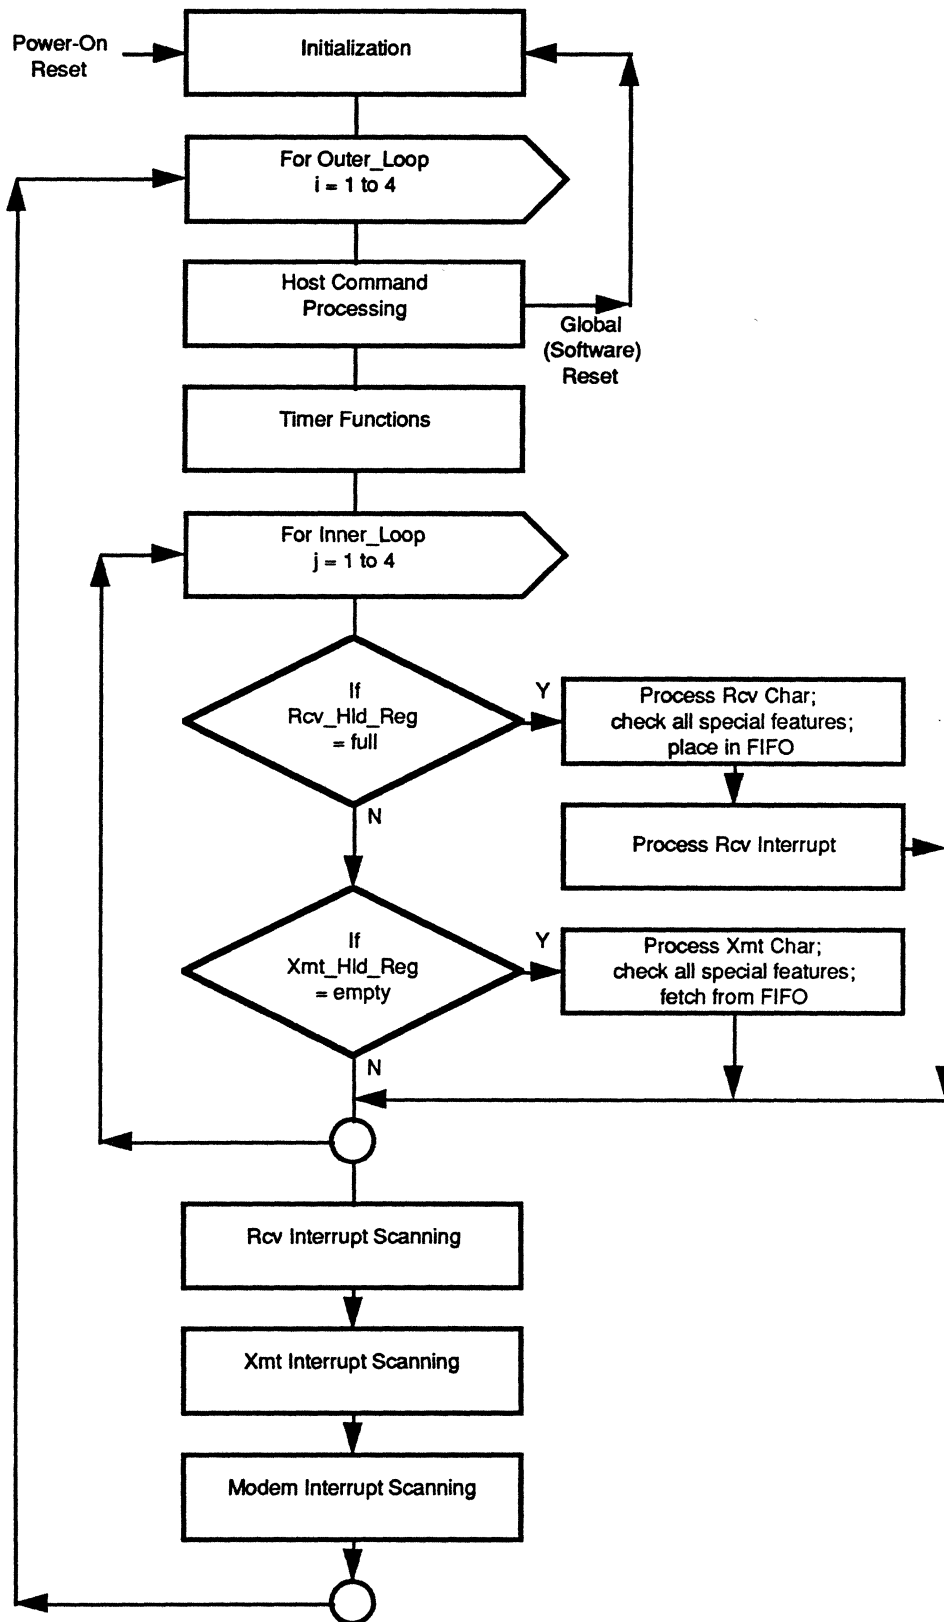 Power-On
Reset
Initialization
For Outer_Loop
i = 1 to 4
Host Command
Processing
Global
(Software)
Reset
Timer Functions
For Inner_Loop
j = 1 to 4
If
Rcv_Hld_Reg
= full
Y
Process Rcv Char;
check all special features;
place in FIFO
N
Process Rcv Interrupt
If
Xmt_Hld_Reg
= empty
Y
Process Xmt Char;
check all special features;
fetch from FIFO
N
Rcv Interrupt Scanning
Xmt Interrupt Scanning
Modem Interrupt Scanning